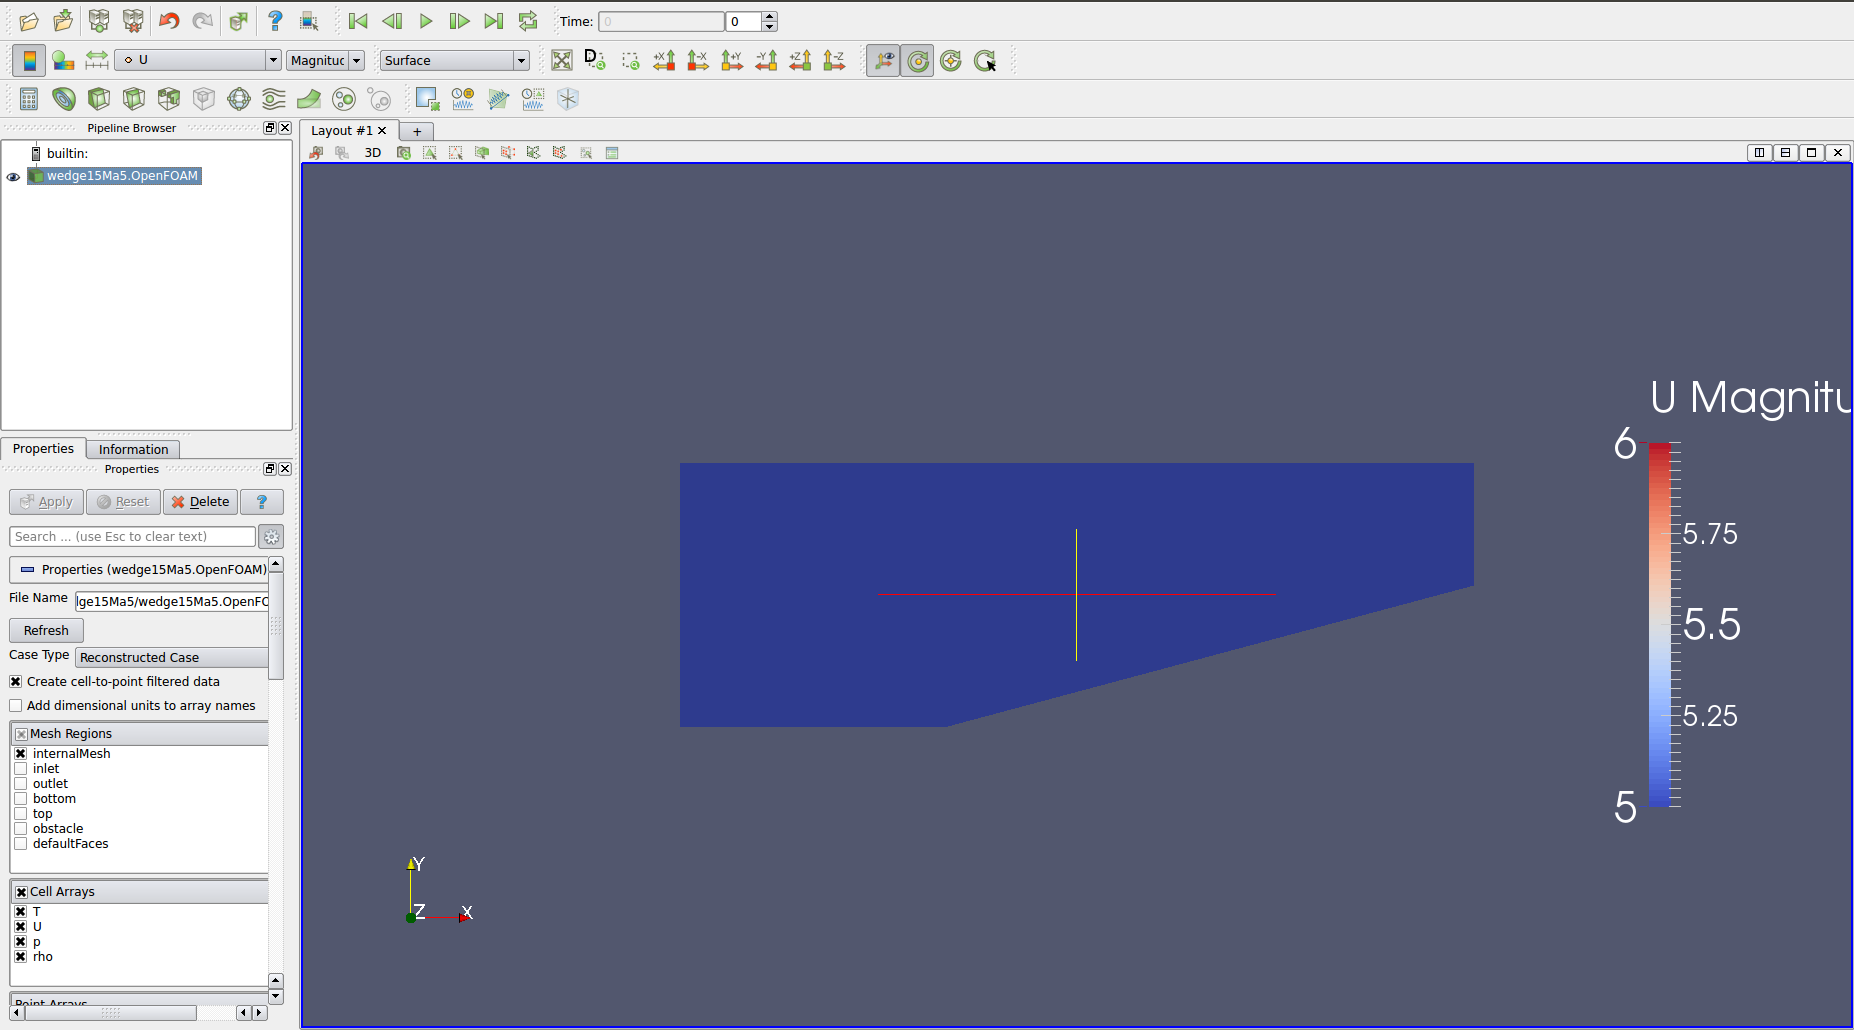 Time: 0 0
U Magnituc Surface
+X -X +Y -Y +Z -Z
Pipeline Browser
Layout #1
3D
builtin:
wedge15Ma5.OpenFOAM
Properties Information
Properties
Apply Reset Delete ?
Search ... (use Esc to clear text)
Properties (wedge15Ma5.OpenFOAM)
File Name lge15Ma5/wedge15Ma5.OpenFO
Refresh
Case Type Reconstructed Case
Create cell-to-point filtered data
Add dimensional units to array names
Mesh Regions
internalMesh
inlet
outlet
bottom
top
obstacle
defaultFaces
Cell Arrays
T
U
p
rho
Point Arrays
U Magnitu
6
5.75
5.5
5.25
5
Y
Z X